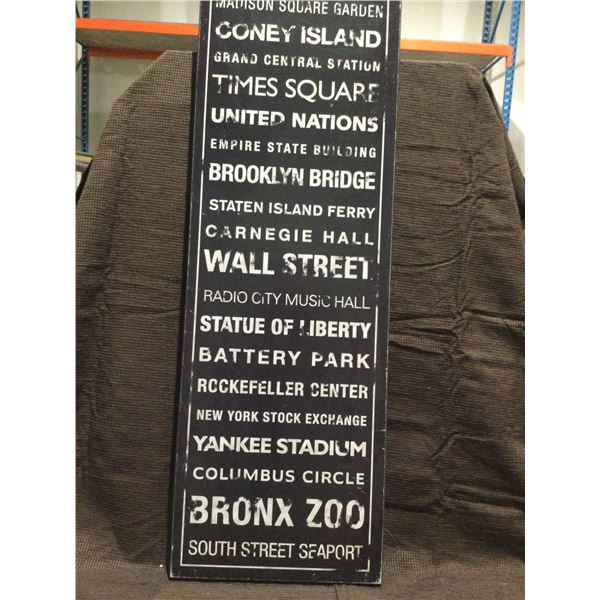 MADISON SQUARE GARDEN
CONEY ISLAND
GRAND CENTRAL STATION
TIMES SQUARE
UNITED NATIONS
EMPIRE STATE BUILDING
BROOKLYN BRIDGE
STATEN ISLAND FERRY
CARNEGIE HALL
WALL STREET
RADIO CITY MUSIC HALL
STATUE OF LIBERTY
BATTERY PARK
ROCKEFELLER CENTER
NEW YORK STOCK EXCHANGE
YANKEE STADIUM
COLUMBUS CIRCLE
BRONX ZOO
SOUTH STREET SEAPORT